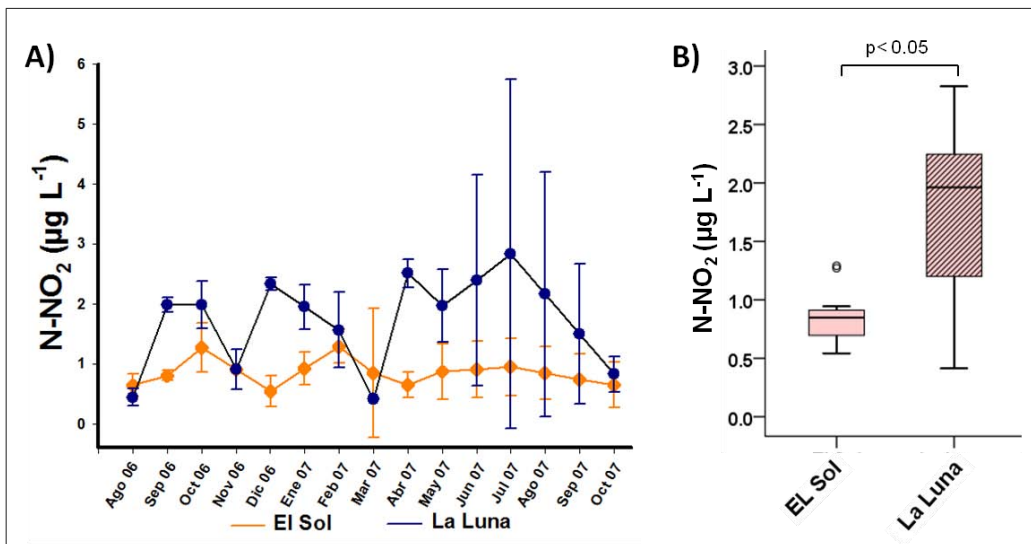 A)
N-NO2 (µg L-1)
6
5
4
3
2
1
0
Ago 06
Sep 06
Oct 06
Nov 06
Dic 06
Ene 07
Feb 07
Mar 07
Abr 07
May 07
Jun 07
Jul 07
Ago 07
Sep 07
Oct 07
El Sol
La Luna
B)
p< 0.05
N-NO2 (µg L-1)
3.0
2.5
2.0
1.5
1.0
0.5
0.0
EL Sol
La Luna